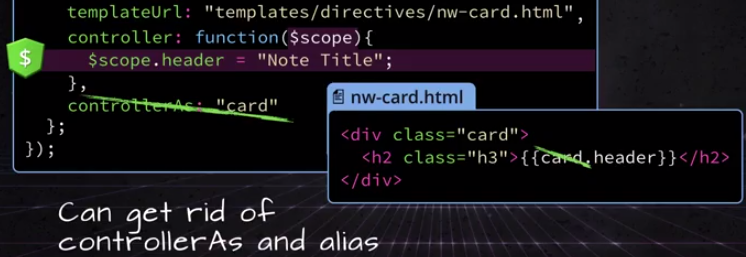 templateUrl: "templates/directives/nw-card.html",
controller: function($scope){
$
$scope.header = "Note Title";
},
controllerAs: "card"
};
});
nw-card.html
<div class="card">
<h2 class="h3">{{card.header}}</h2>
</div>
Can get rid of
controllerAs and alias